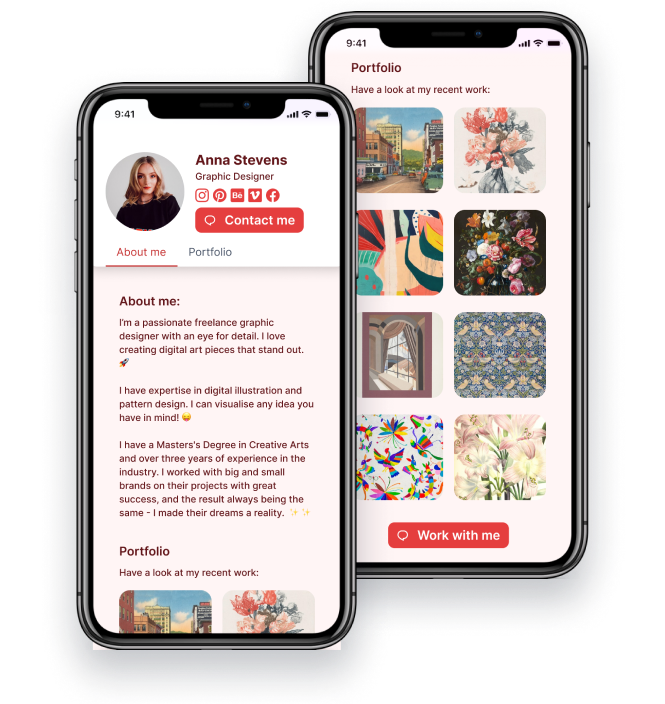 9:41
Anna Stevens
Graphic Designer
Bē
Contact me
About me
Portfolio
About me:
I'm a passionate freelance graphic
designer with an eye for detail. I love
creating digital art pieces that stand out.
🚀
I have expertise in digital illustration and
pattern design. I can visualise any idea you
have in mind! 😄
I have a Masters's Degree in Creative Arts
and over three years of experience in the
industry. I worked with big and small
brands on their projects with great
success, and the result always being the
same - I made their dreams a reality. ✨✨
Portfolio
Have a look at my recent work:
9:41
Portfolio
Have a look at my recent work:
Work with me